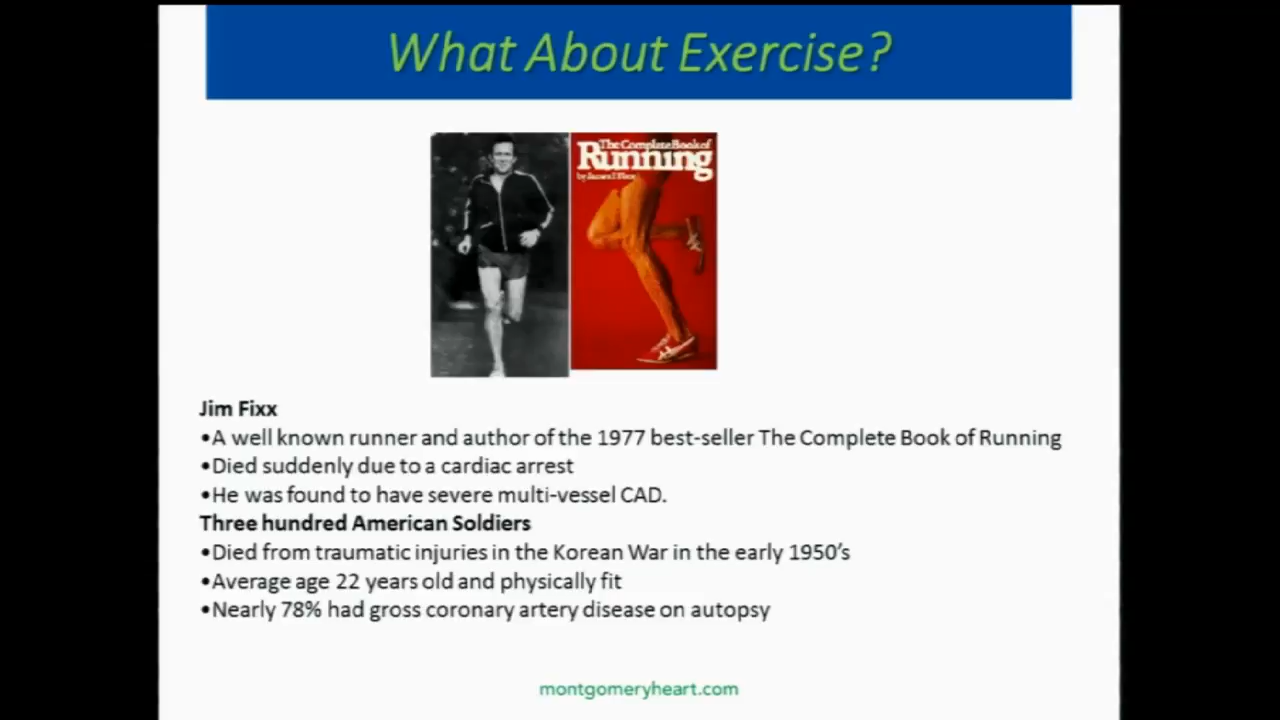 What About Exercise?
The Complete Book of
Running
by James F. Fixx
Jim Fixx
•A well known runner and author of the 1977 best-seller The Complete Book of Running
•Died suddenly due to a cardiac arrest
•He was found to have severe multi-vessel CAD.
Three hundred American Soldiers
•Died from traumatic injuries in the Korean War in the early 1950's
•Average age 22 years old and physically fit
•Nearly 78% had gross coronary artery disease on autopsy
montgomeryheart.com